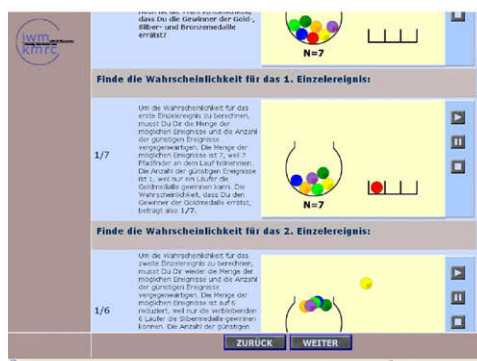 iwm
kmrc
noch ist die Wahrscheinlichkeit,
dass Du die Gewinner der Gold-,
Silber- und Bronzemedaille
errätst?
N=7
Finde die Wahrscheinlichkeit für das 1. Einzelereignis:
1/7
Um die Wahrscheinlichkeit für das
erste Einzelereignis zu berechnen,
musst Du Dir die Menge der
möglichen Ereignisse und die Anzahl
der günstigen Ereignisse
vergegenwärtigen. Die Menge der
möglichen Ereignisse ist 7, weil 7
Pfadfinder an dem Lauf teilnehmen.
Die Anzahl der günstigen Ereignisse
ist 1, weil nur ein Läufer die
Goldmedaille gewinnen kann. Die
Wahrscheinlichkeit, dass Du den
Gewinner der Goldmedaille errätst,
beträgt also 1/7.
N=7
Finde die Wahrscheinlichkeit für das 2. Einzelereignis:
1/6
Um die Wahrscheinlichkeit für das
zweite Einzelereignis zu berechnen,
musst Du Dir wieder die Menge der
möglichen Ereignisse und die Anzahl
der günstigen Ereignisse
vergegenwärtigen. Die Menge der
möglichen Ereignisse ist auf 6
reduziert, weil nur die verbleibenden
6 Läufer die Silbermedaille gewinnen
können. Die Anzahl der günstigen
ZURÜCK
WEITER